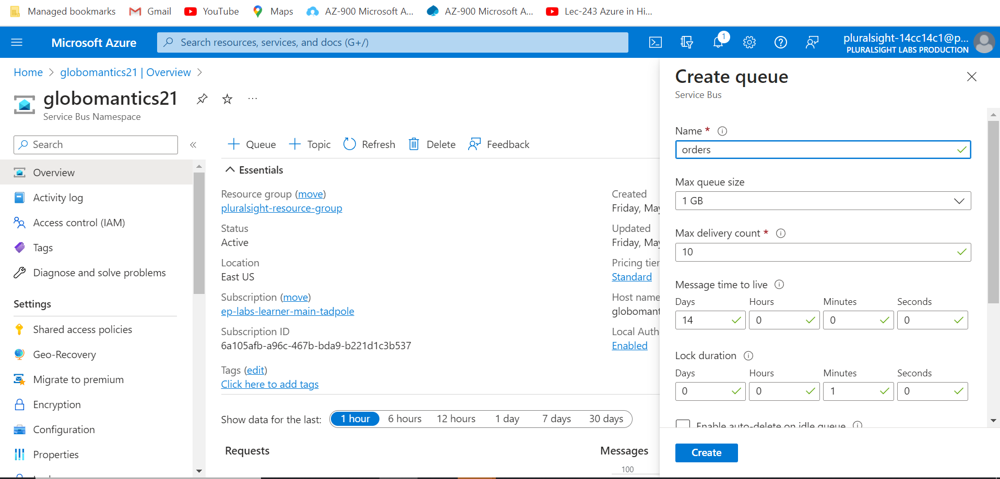 Managed bookmarks Gmail YouTube Maps AZ-900 Microsoft A... AZ-900 Microsoft A... Lec-243 Azure in Hi...
Microsoft Azure
Search resources, services, and docs (G+/)
1
pluralsight-14cc14c1@p...
PLURALSIGHT LABS PRODUCTION
Home > globomantics21 | Overview >
globomantics21
...
Service Bus Namespace
Search
«
Overview
Activity log
Access control (IAM)
Tags
Diagnose and solve problems
Settings
Shared access policies
Geo-Recovery
Migrate to premium
Encryption
Configuration
Properties
+ Queue + Topic Refresh Delete Feedback
Essentials
Resource group (move)
pluralsight-resource-group
Status
Active
Location
East US
Subscription (move)
ep-labs-learner-main-tadpole
Subscription ID
6a105afb-a96c-467b-bda9-b221d1c3b537
Tags (edit)
Click here to add tags
Created
Friday, May
Updated
Friday, May
Pricing tier
Standard
Host name
globomant
Local Auth
Enabled
Show data for the last: 1 hour 6 hours 12 hours 1 day 7 days 30 days
Requests
Messages
100
Create queue
Service Bus
Name *
orders
Max queue size
1 GB
Max delivery count *
10
Message time to live
Days Hours Minutes Seconds
14 0 0 0
Lock duration
Days Hours Minutes Seconds
0 0 1 0
Enable auto-delete on idle queue
Create